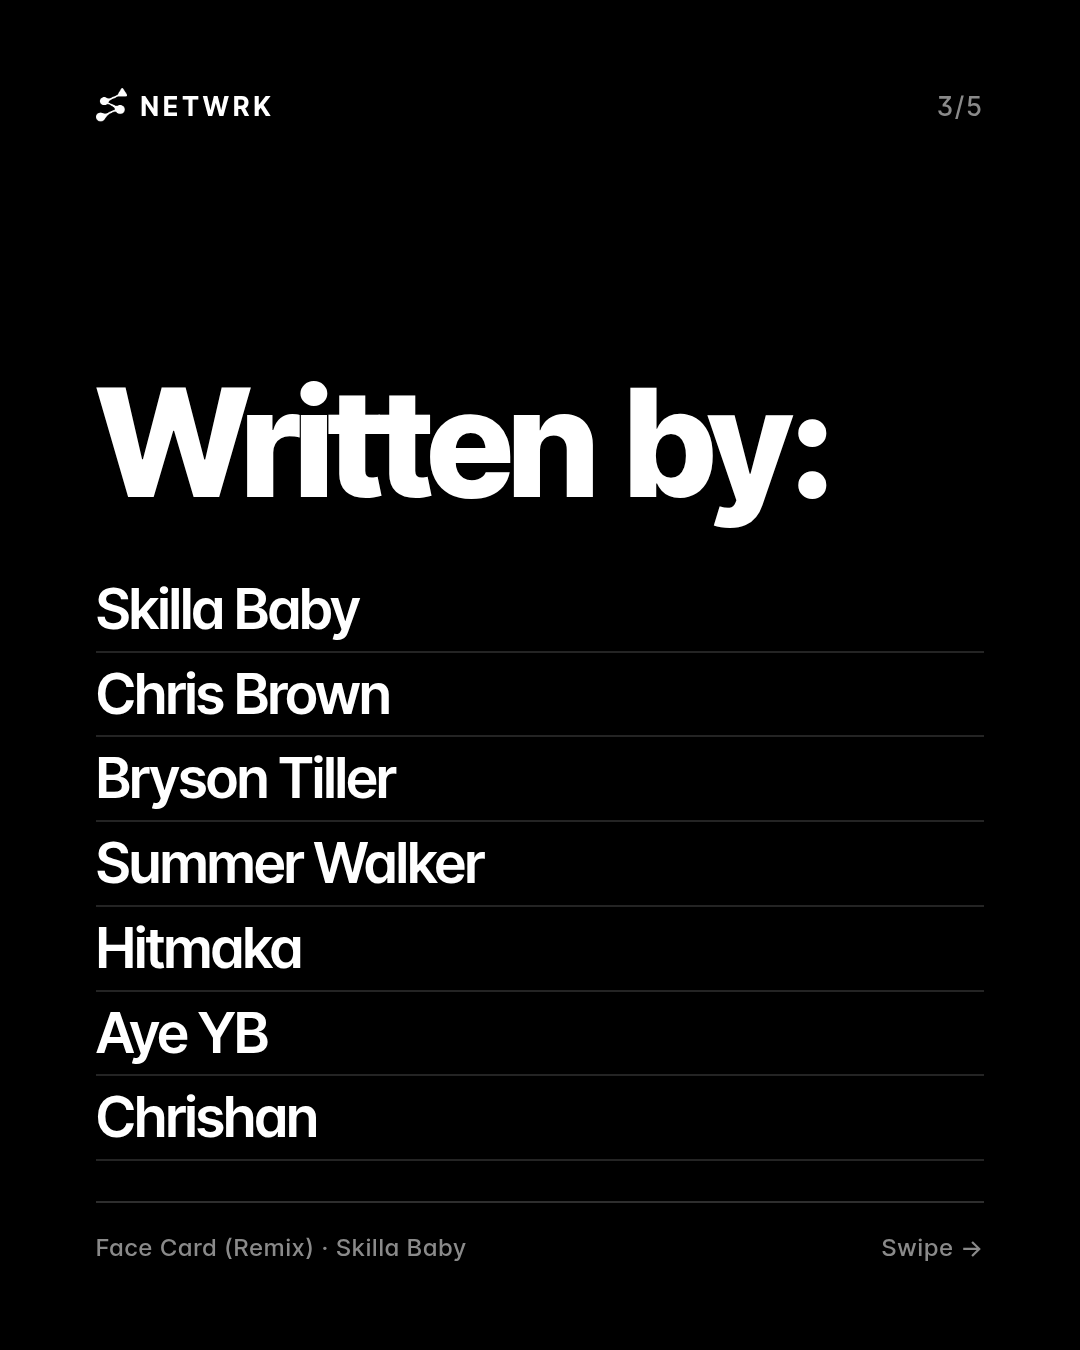 NETWRK
3/5
Written by:
Skilla Baby
Chris Brown
Bryson Tiller
Summer Walker
Hitmaka
Aye YB
Chrishan
Face Card (Remix) · Skilla Baby
Swipe →